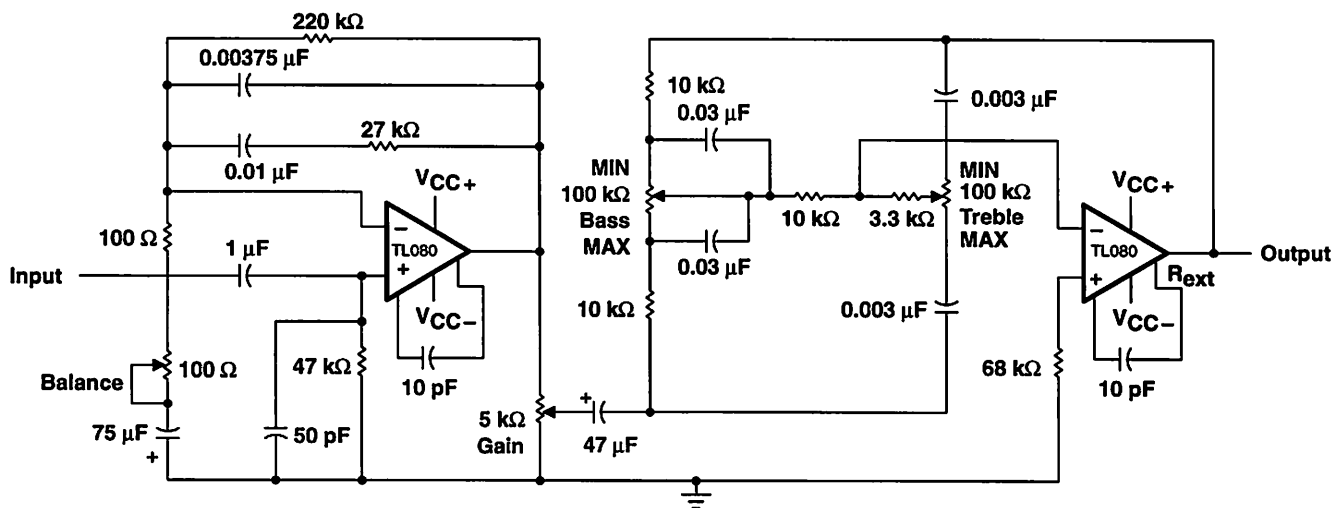 220 kΩ
0.00375 μF
27 kΩ
0.01 μF
VCC+
100 Ω
1 μF
Input
TL080
VCC−
47 kΩ
10 pF
Balance
100 Ω
75 μF
+
50 pF
5 kΩ
Gain
+
47 μF
10 kΩ
0.03 μF
0.003 μF
MIN
100 kΩ
Bass
MAX
0.03 μF
10 kΩ
10 kΩ
3.3 kΩ
MIN
100 kΩ
Treble
MAX
0.003 μF
VCC+
−
TL080
+
−
+
VCC−
Rext
Output
68 kΩ
10 pF